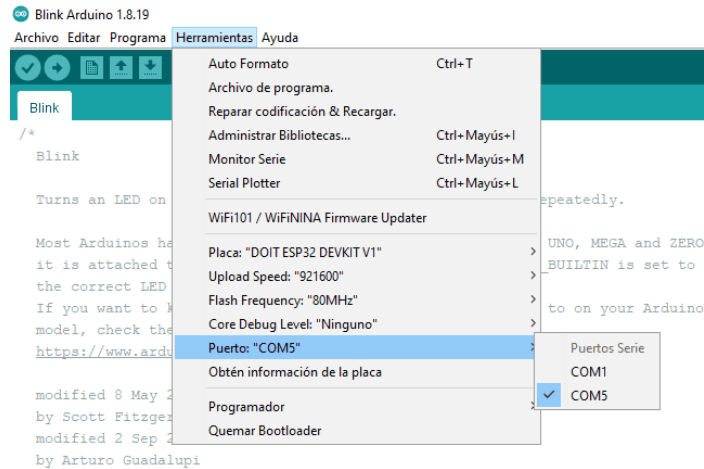 Blink Arduino 1.8.19
Archivo Editar Programa Herramientas Ayuda
Blink
Auto Formato Ctrl+T
Archivo de programa.
Reparar codificación & Recargar.
Administrar Bibliotecas... Ctrl+Mayús+I
Monitor Serie Ctrl+Mayús+M
Serial Plotter Ctrl+Mayús+L
WiFi101 / WiFiNINA Firmware Updater
Placa: "DOIT ESP32 DEVKIT V1"
Upload Speed: "921600"
Flash Frequency: "80MHz"
Core Debug Level: "Ninguno"
Puerto: "COM5"
Obtén información de la placa
Programador
Quemar Bootloader
Puertos Serie
COM1
COM5
/*
Blink
Turns an LED on epeatedly.
Most Arduinos ha UNO, MEGA and ZERO
it is attached t _BUILTIN is set to
the correct LED
If you want to k to on your Arduino
model, check the
https://www.ardu
modified 8 May 2
by Scott Fitzger
modified 2 Sep 2
by Arturo Guadalupi